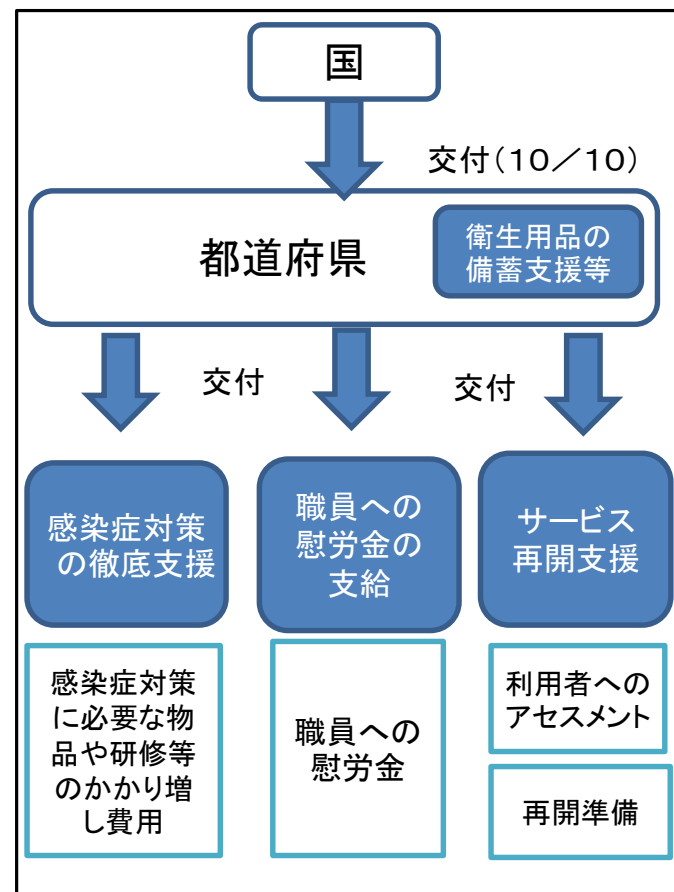 国
交付(10/10)
都道府県
衛生用品の
備蓄支援等
交付
交付
感染症対策
の徹底支援
職員への
慰労金の
支給
サービス
再開支援
感染症対策
に必要な物
品や研修等
のかかり増
し費用
職員への
慰労金
利用者への
アセスメント
再開準備